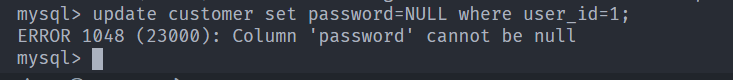 mysql> update customer set password=NULL where user_id=1;
ERROR 1048 (23000): Column 'password' cannot be null
mysql>